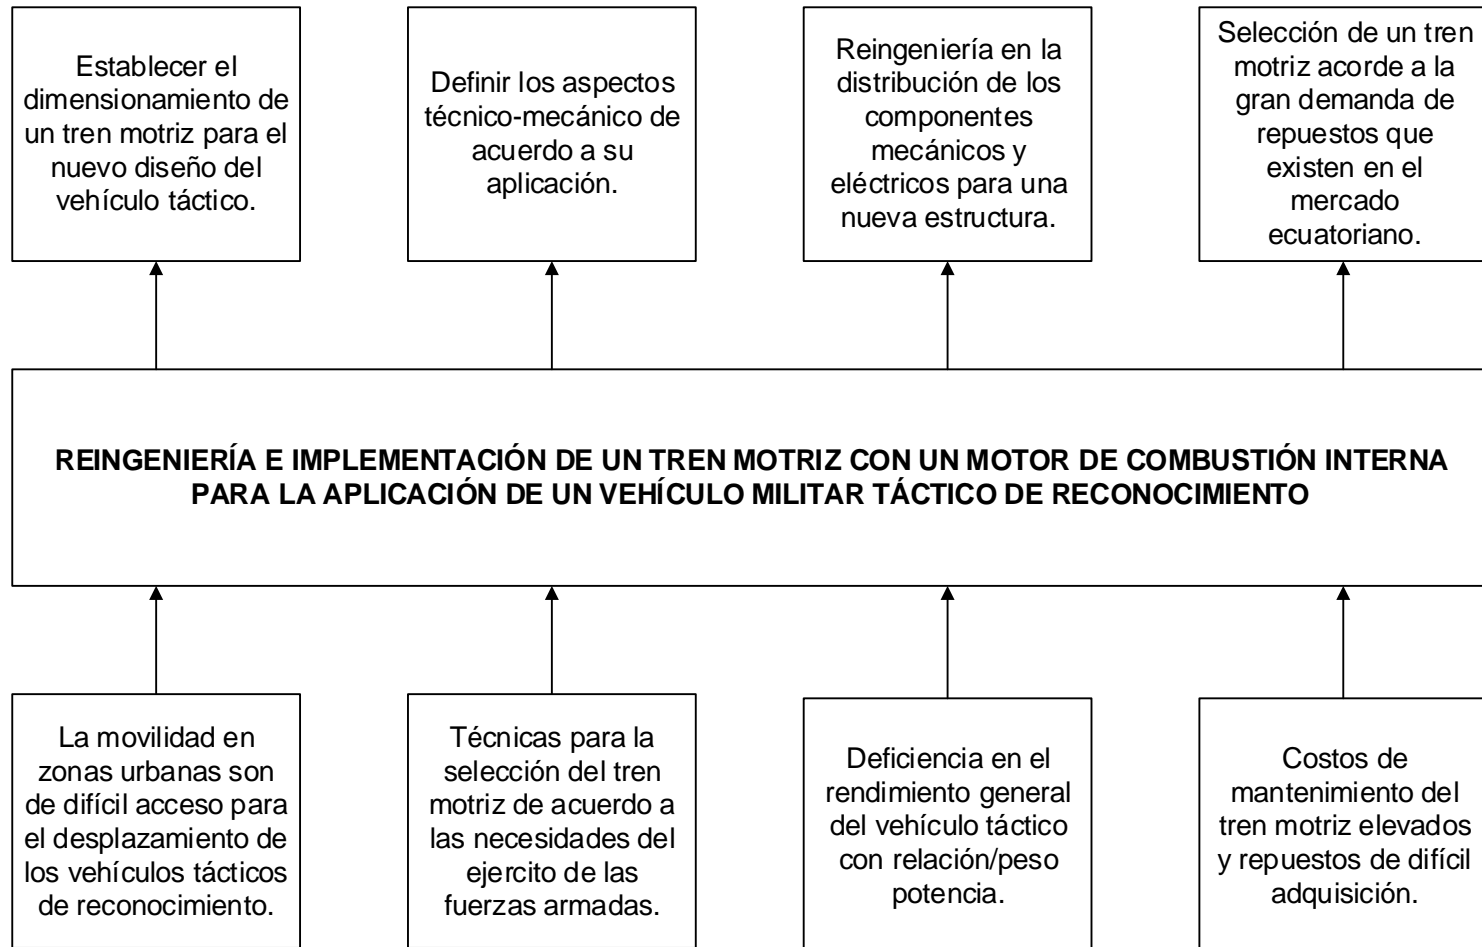 Establecer el
dimensionamiento de
un tren motriz para el
nuevo diseño del
vehículo táctico.
Definir los aspectos
técnico-mecánico de
acuerdo a su
aplicación.
Reingeniería en la
distribución de los
componentes
mecánicos y
eléctricos para una
nueva estructura.
Selección de un tren
motriz acorde a la
gran demanda de
repuestos que
existen en el
mercado
ecuatoriano.
REINGENIERÍA E IMPLEMENTACIÓN DE UN TREN MOTRIZ CON UN MOTOR DE COMBUSTIÓN INTERNA
PARA LA APLICACIÓN DE UN VEHÍCULO MILITAR TÁCTICO DE RECONOCIMIENTO
La movilidad en
zonas urbanas son
de difícil acceso para
el desplazamiento de
los vehículos tácticos
de reconocimiento.
Técnicas para la
selección del tren
motriz de acuerdo a
las necesidades del
ejercito de las
fuerzas armadas.
Deficiencia en el
rendimiento general
del vehículo táctico
con relación/peso
potencia.
Costos de
mantenimiento del
tren motriz elevados
y repuestos de difícil
adquisición.